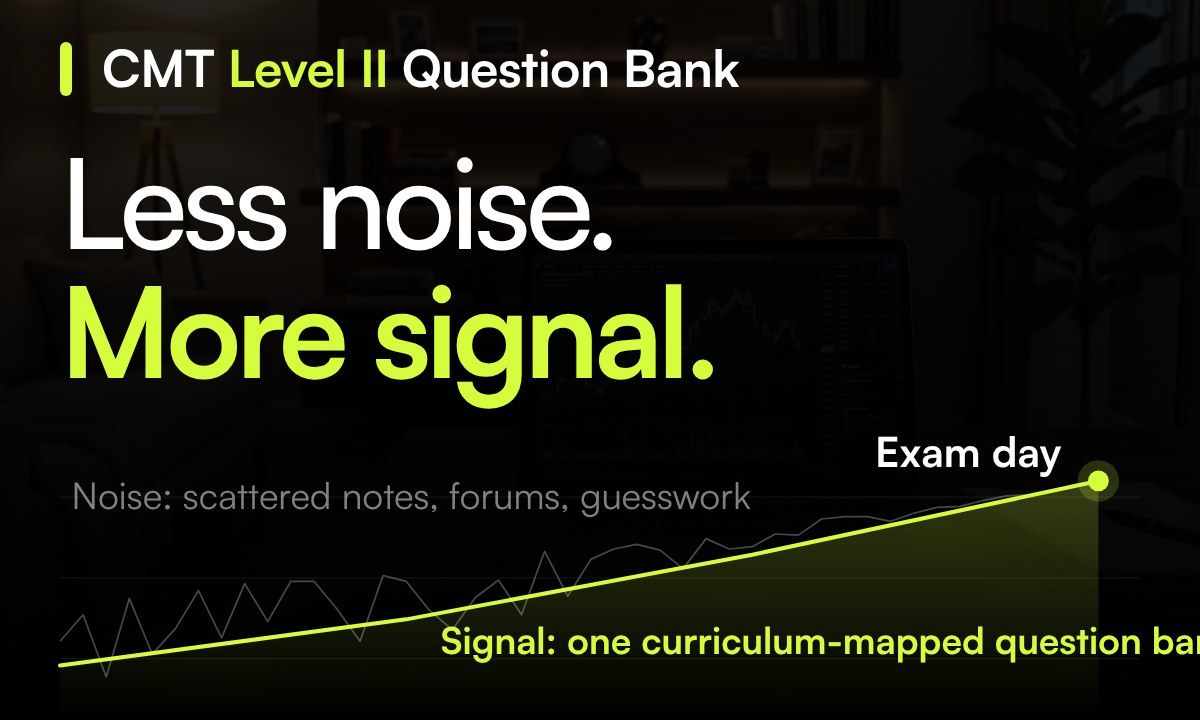 CMT Level II Question Bank
Less noise.
More signal.
Exam day
Noise: scattered notes, forums, guesswork
Signal: one curriculum-mapped question